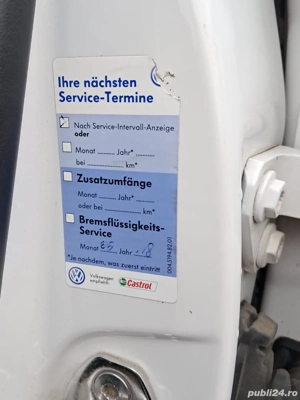 Ihre nächsten
Service-Termine
Nach Service-Intervall-Anzeige
oder
Monat ........ Jahr* ........
bei ................ km*
Zusatzumfänge
Monat ........ Jahr* ........
oder bei ............ km*
Bremsflüssigkeits-
Service
Monat ........ Jahr ........
*Je nachdem, was zuerst eintritt
Volkswagen
empfiehlt
Castrol
publi24.ro